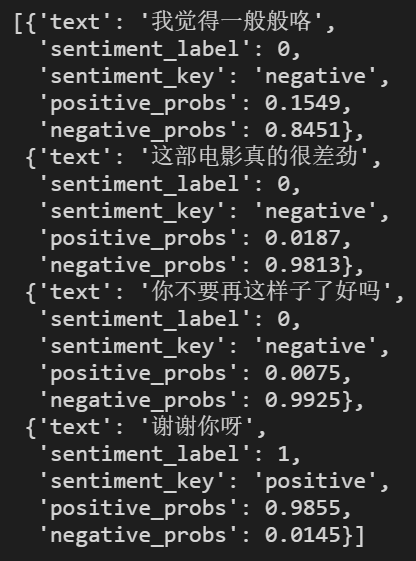 [{'text': '我觉得一般般咯',
'sentiment_label': 0,
'sentiment_key': 'negative',
'positive_probs': 0.1549,
'negative_probs': 0.8451},
{'text': '这部电影真的很差劲',
'sentiment_label': 0,
'sentiment_key': 'negative',
'positive_probs': 0.0187,
'negative_probs': 0.9813},
{'text': '你不要再这样子了好吗',
'sentiment_label': 0,
'sentiment_key': 'negative',
'positive_probs': 0.0075,
'negative_probs': 0.9925},
{'text': '谢谢你呀',
'sentiment_label': 1,
'sentiment_key': 'positive',
'positive_probs': 0.9855,
'negative_probs': 0.0145}]